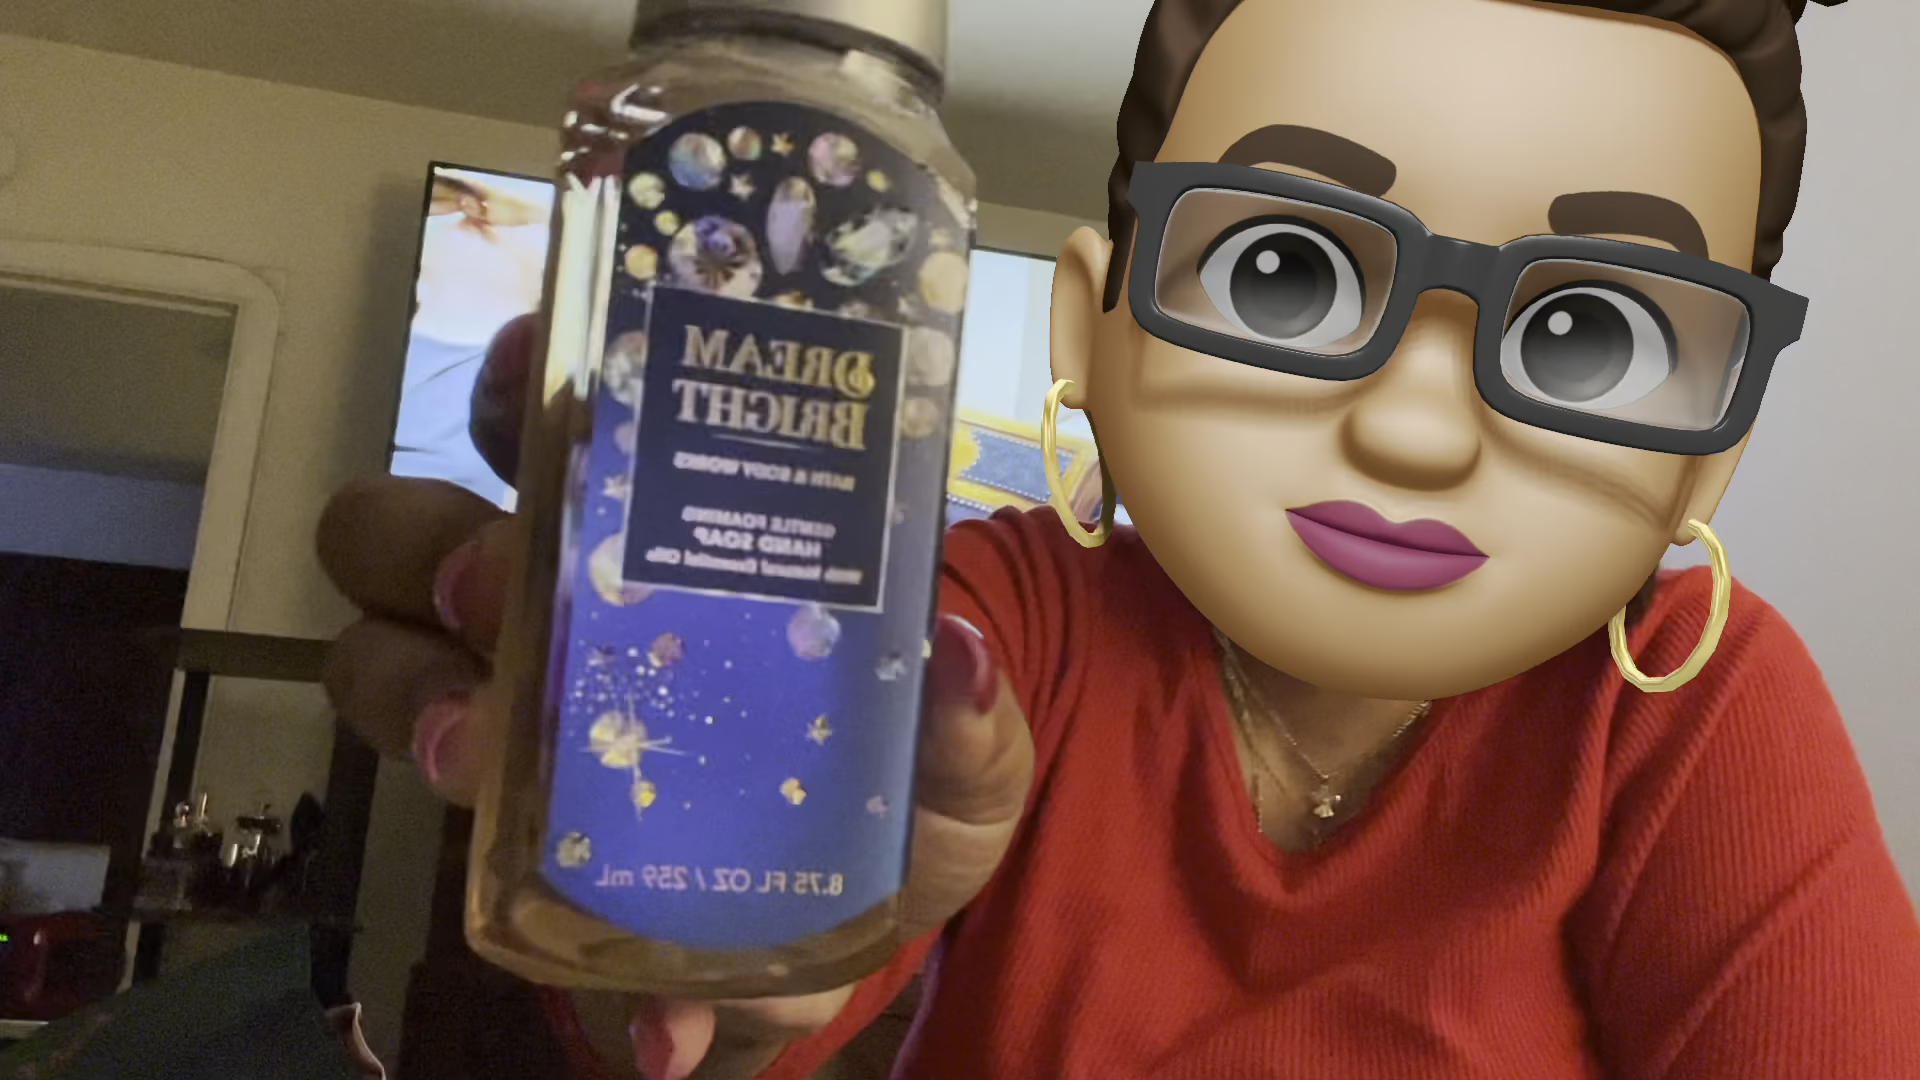 DREAM
BRIGHT
BATH & BODY WORKS
GENTLE FOAMING
HAND SOAP
with Natural Essential Oils
8.75 FL OZ / 259 mL